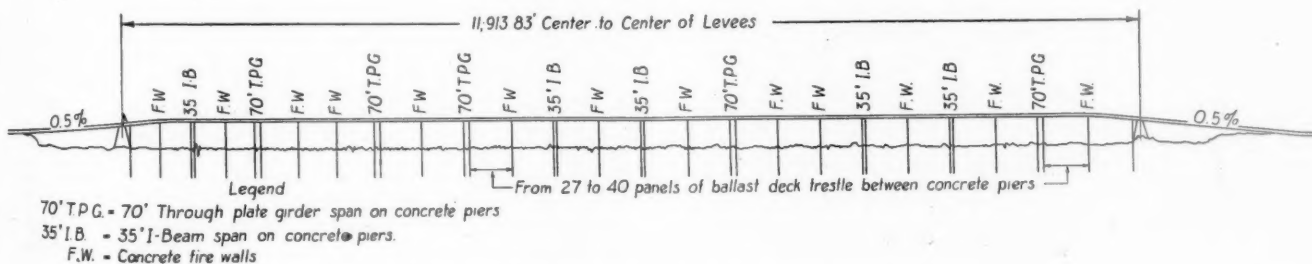 11,913 83' Center to Center of Levees
F.W
35' I-B
F.W
70' T.P.G
F.W
F.W
70' T.P.G
F.W
70' T.P.G
F.W
35' I.B
F.W
35' I.B
F.W
70' T.P.G
F.W
F.W
35' I.B
F.W.
35' I.B
F.W.
70' T.P.G
F.W.
0.5%
0.5%
Legend
From 27 to 40 panels of ballast deck trestle between concrete piers
70' T.P.G. = 70' Through plate girder span on concrete piers
35' I.B. = 35' I-Beam span on concrete piers.
F.W. = Concrete fire walls